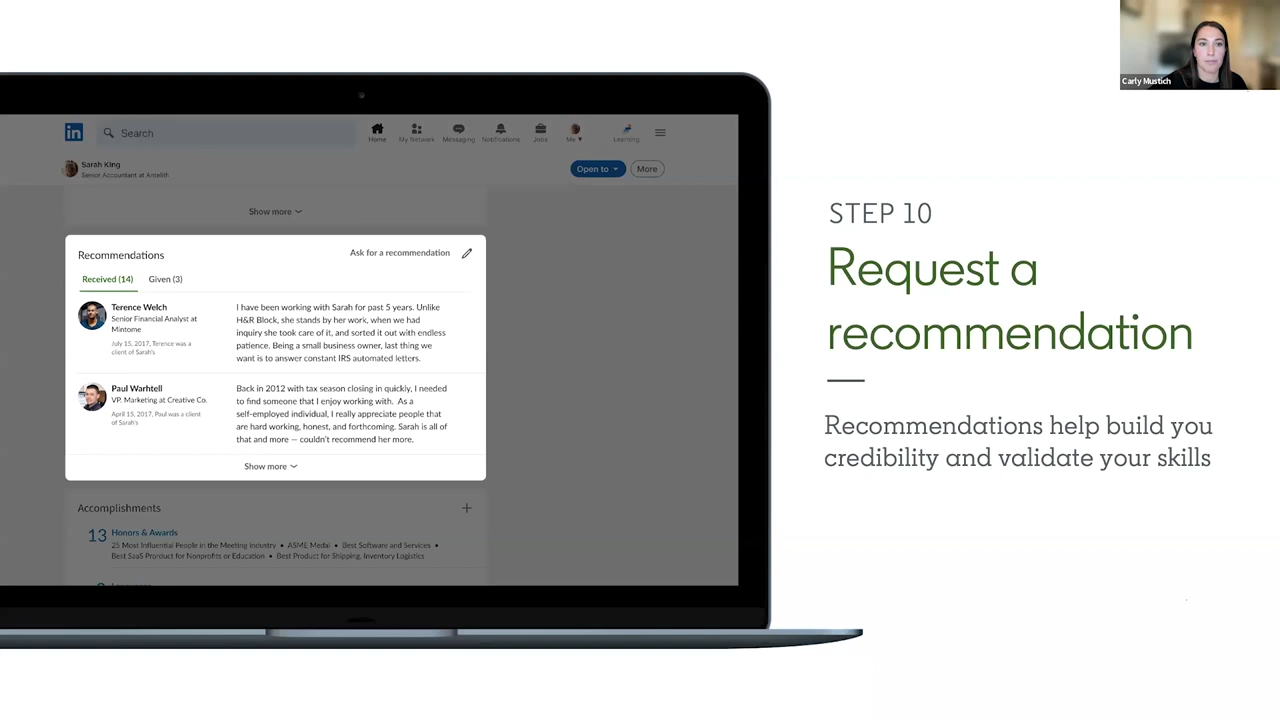 Carly Mustich
in
Search
Home
My Network
Messaging
Notifications
Jobs
Me
Learning
Sarah King
Senior Accountant at Amelith
Open to
More
Show more
Recommendations
Ask for a recommendation
Received (14)
Given (3)
Terence Welch
Senior Financial Analyst at
Mintome
July 15, 2017, Terence was a
client of Sarah's
I have been working with Sarah for past 5 years. Unlike
H&R Block, she stands by her work, when we had
inquiry she took care of it, and sorted it out with endless
patience. Being a small business owner, last thing we
want is to answer constant IRS automated letters.
Paul Warhtell
VP. Marketing at Creative Co.
April 15, 2017, Paul was a client
of Sarah's
Back in 2012 with tax season closing in quickly, I needed
to find someone that I enjoy working with. As a
self-employed individual, I really appreciate people that
are hard working, honest, and forthcoming. Sarah is all of
that and more — couldn't recommend her more.
Show more
Accomplishments
13
Honors & Awards
25 Most Influential People in the Meeting Industry • ASME Medal • Best Software and Services •
Best SaaS Product for Nonprofits or Education • Best Product for Shipping, Inventory Logistics
STEP 10
Request a
recommendation
Recommendations help build you
credibility and validate your skills